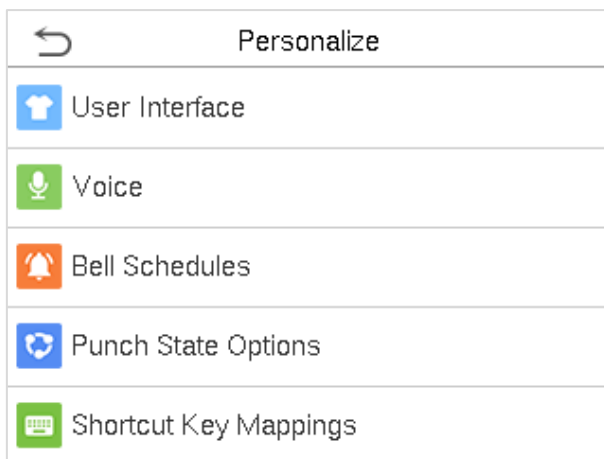 Personalize
User Interface
Voice
Bell Schedules
Punch State Options
Shortcut Key Mappings